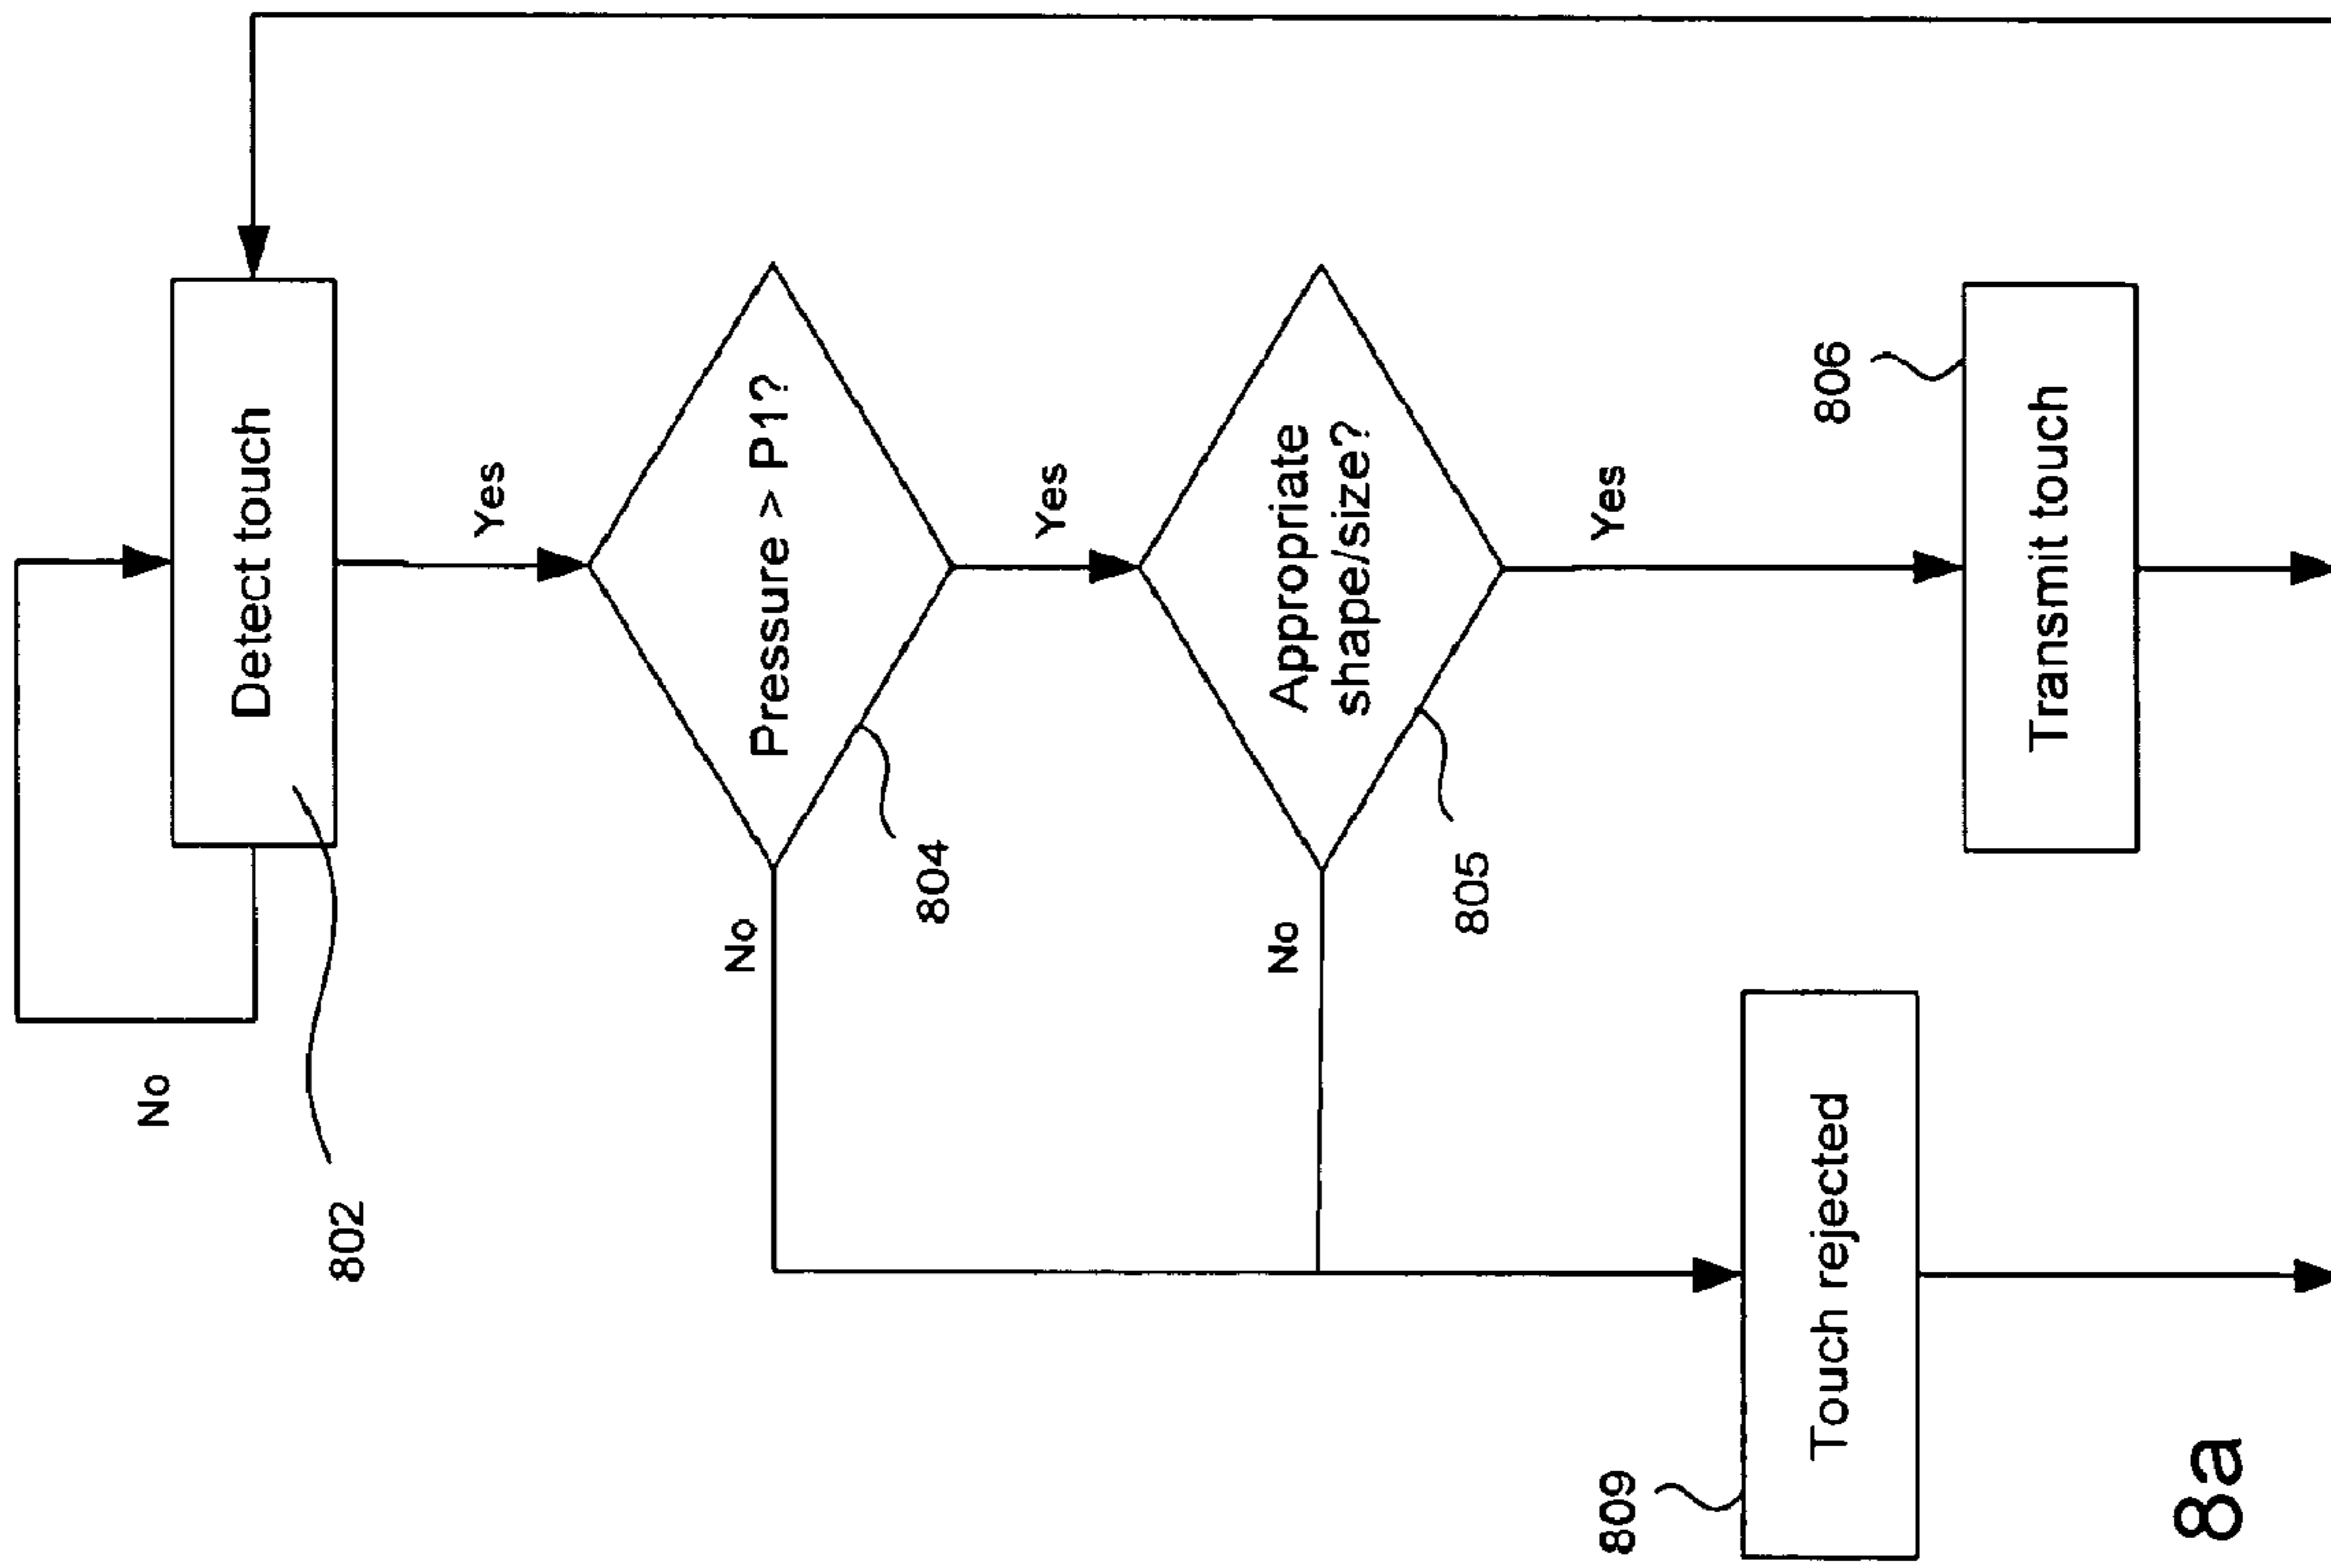 No
Detect touch
802
Yes
No
Pressure > P1?
804
Yes
No
Appropriate
shape/size?
805
Yes
809
Touch rejected
806
Transmit touch
8a